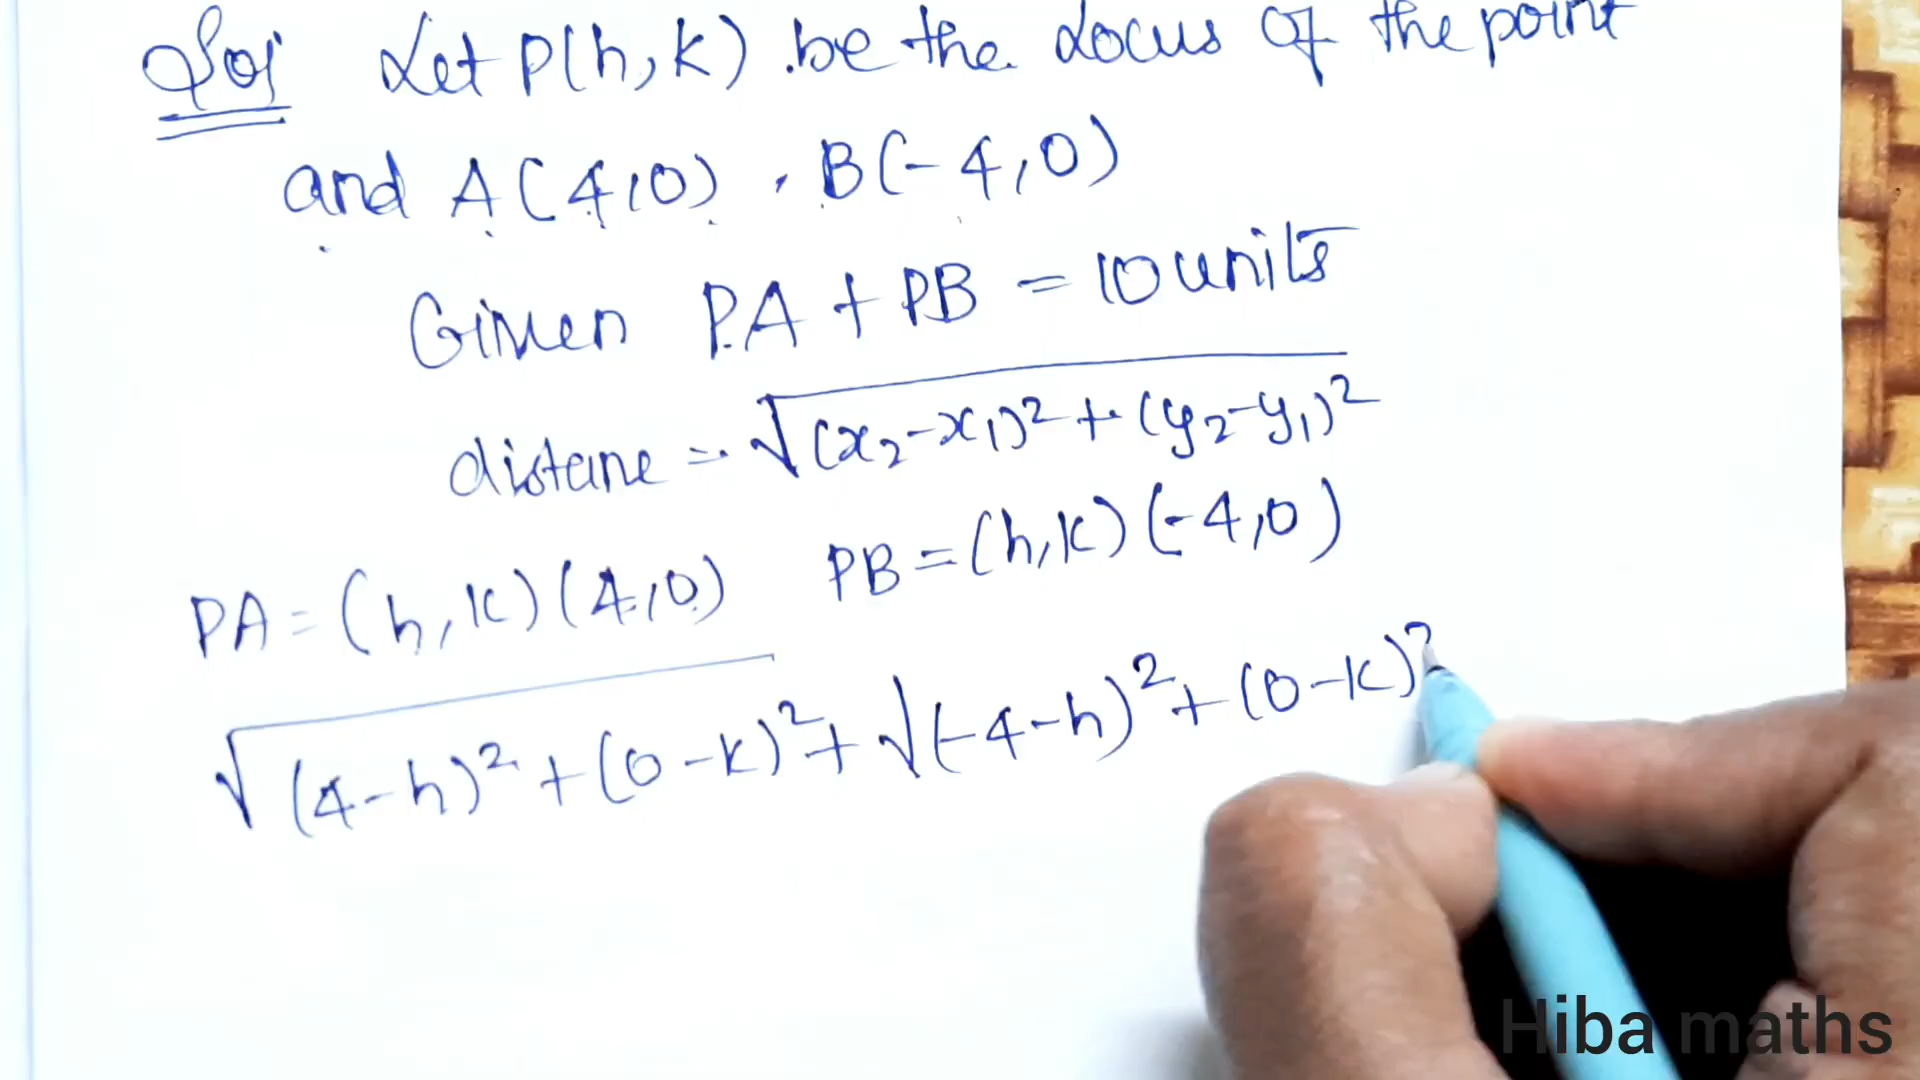 Sol Let P(h,k) be the Locus of the point
and A(4,0), B(-4,0)
Given PA + PB = 10 units
distane = √(x₂-x₁)² + (y₂-y₁)²
PA = (h,k)(4,0) PB = (h,k)(-4,0)
√(4-h)² + (0-k)² + √(-4-h)² + (0-k)²
Hiba maths